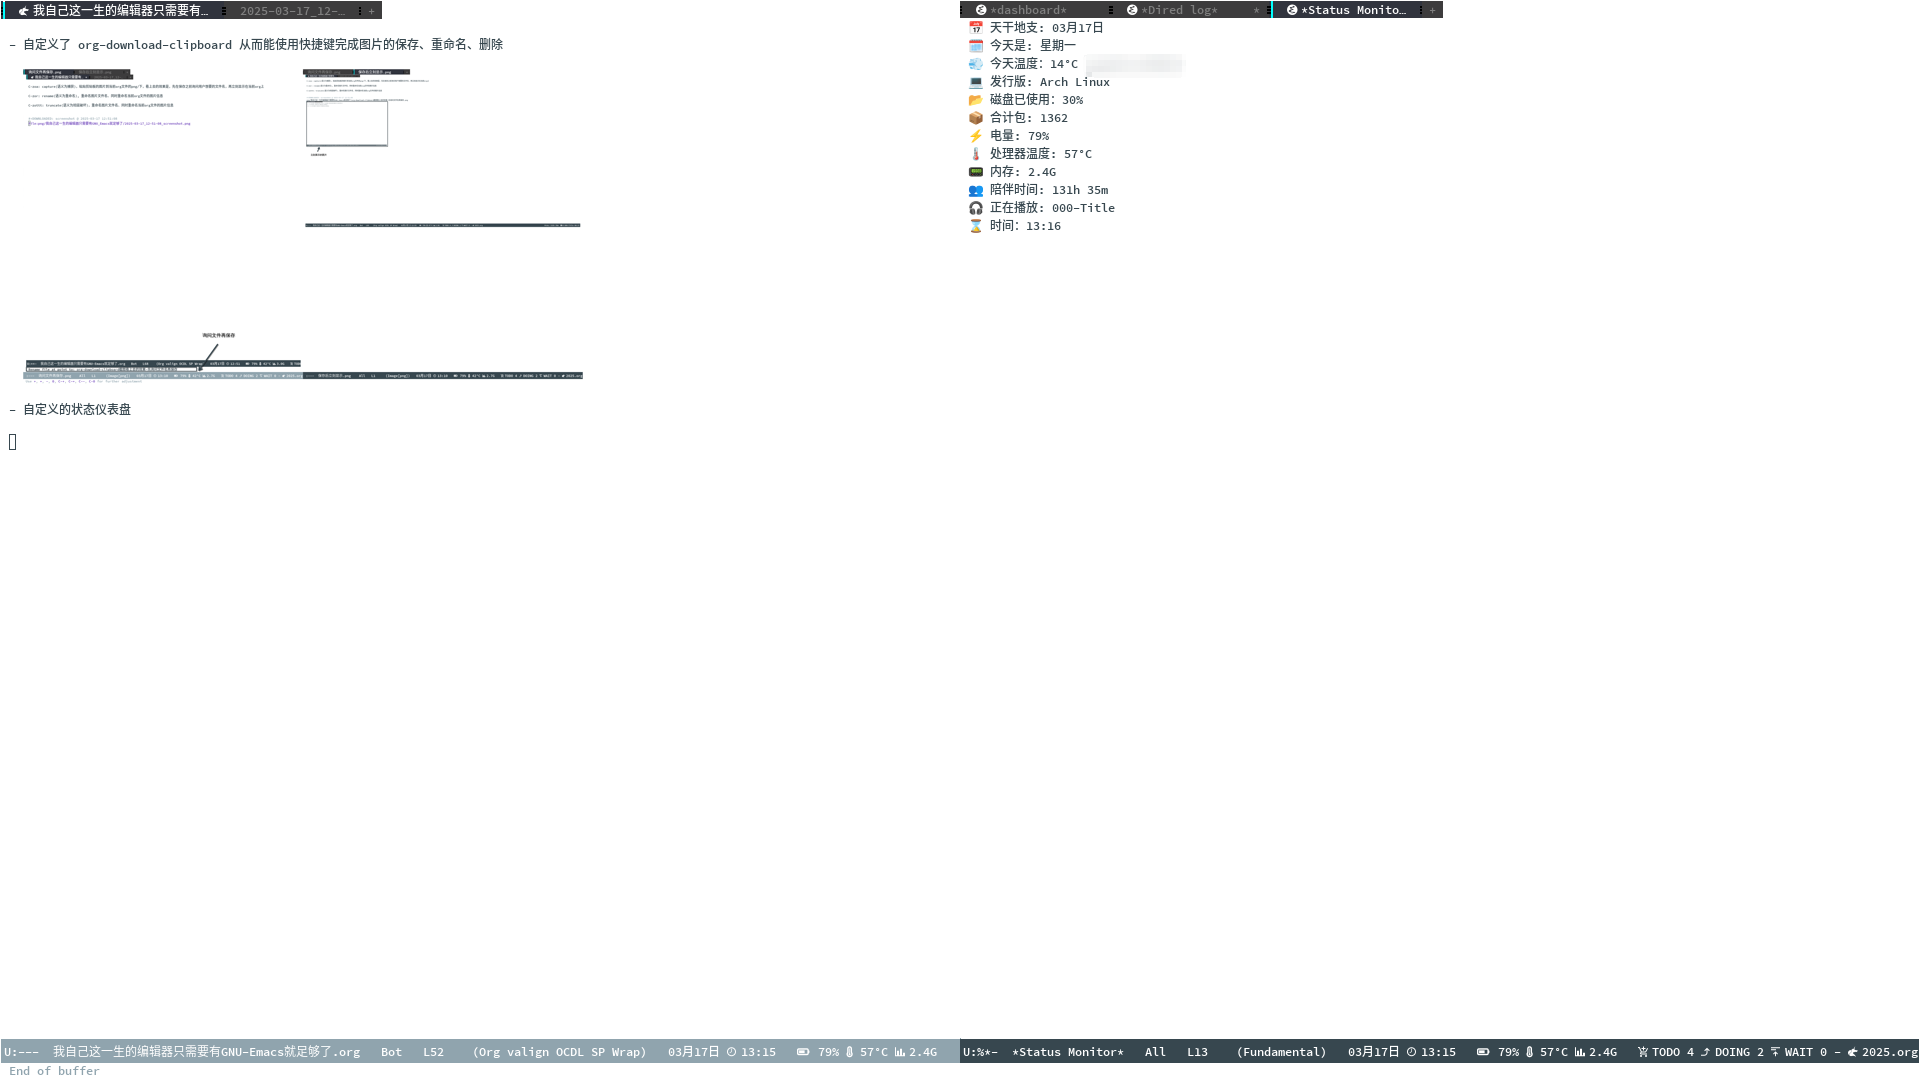 我自己这一生的编辑器只需要有… 2025-03-17_12-… +
- 自定义了 org-download-clipboard 从而能使用快捷键完成图片的保存、重命名、删除
询问文件再保存
- 自定义的状态仪表盘
U:--- 我自己这一生的编辑器只需要有GNU-Emacs就足够了.org Bot L52 (Org valign OCDL SP Wrap) 03月17日 13:15 79% 57°C 2.4G
End of buffer
*dashboard* *Dired log* * *Status Monito… +
天干地支: 03月17日
今天是: 星期一
今天温度: 14°C
发行版: Arch Linux
磁盘已使用: 30%
合计包: 1362
电量: 79%
处理器温度: 57°C
内存: 2.4G
陪伴时间: 131h 35m
正在播放: 000-Title
时间: 13:16
U:%*- *Status Monitor* All L13 (Fundamental) 03月17日 13:15 79% 57°C 2.4G TODO 4 DOING 2 WAIT 0 - 2025.org